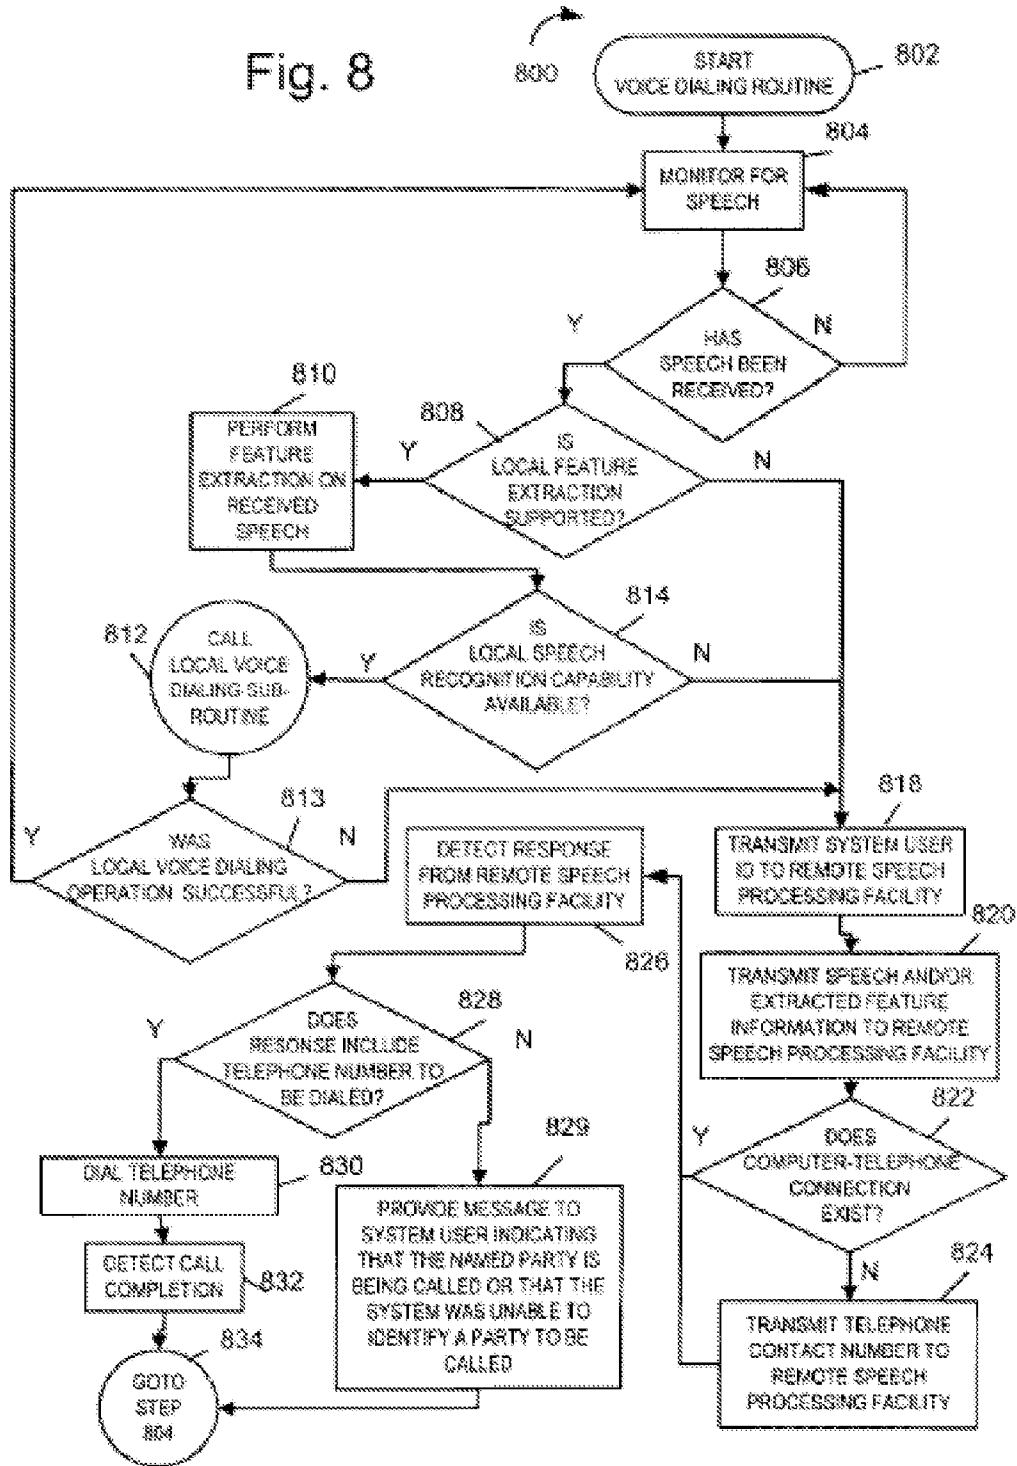 Fig. 8
800
START
VOICE DIALING ROUTINE
802
804
MONITOR FOR
SPEECH
806
Y
N
HAS
SPEECH BEEN
RECEIVED?
810
PERFORM
FEATURE
EXTRACTION ON
RECEIVED
SPEECH
808
Y
N
IS
LOCAL FEATURE
EXTRACTION
SUPPORTED?
814
812
CALL
LOCAL VOICE
DIALING SUB-
ROUTINE
Y
N
IS
LOCAL SPEECH
RECOGNITION CAPABILITY
AVAILABLE?
813
Y
N
WAS
LOCAL VOICE DIALING
OPERATION SUCCESSFUL?
818
TRANSMIT SYSTEM USER
ID TO REMOTE SPEECH
PROCESSING FACILITY
DETECT RESPONSE
FROM REMOTE SPEECH
PROCESSING FACILITY
826
820
TRANSMIT SPEECH AND/OR
EXTRACTED FEATURE
INFORMATION TO REMOTE
SPEECH PROCESSING FACILITY
828
Y
N
DOES
RESONSE INCLUDE
TELEPHONE NUMBER TO
BE DIALED?
822
Y
DOES
COMPUTER-TELEPHONE
CONNECTION
EXIST?
N
829
PROVIDE MESSAGE TO
SYSTEM USER INDICATING
THAT THE NAMED PARTY IS
BEING CALLED OR THAT THE
SYSTEM WAS UNABLE TO
IDENTIFY A PARTY TO BE
CALLED
DIAL TELEPHONE
NUMBER
830
DETECT CALL
COMPLETION
832
824
TRANSMIT TELEPHONE
CONTACT NUMBER TO
REMOTE SPEECH
PROCESSING FACILITY
834
GOTO
STEP
804